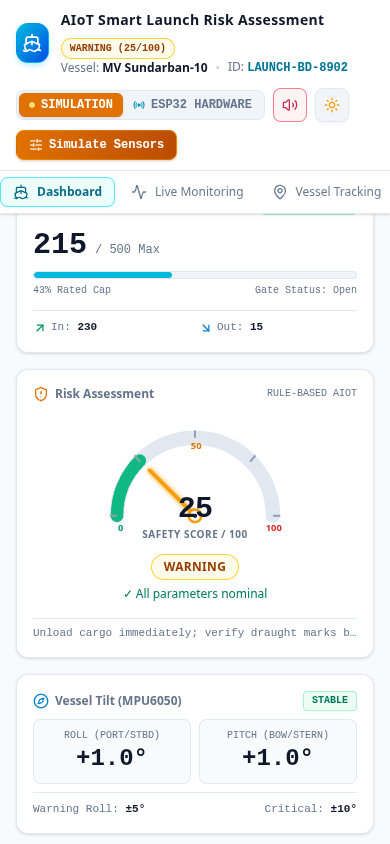 AIoT Smart Launch Risk Assessment
WARNING (25/100)
Vessel: MV Sundarban-10 • ID: LAUNCH-BD-8902
SIMULATION ESP32 HARDWARE
Simulate Sensors
Dashboard Live Monitoring Vessel Tracking
215 / 500 Max
43% Rated Cap Gate Status: Open
In: 230 Out: 15
Risk Assessment RULE-BASED AIOT
50
25
0 100
SAFETY SCORE / 100
WARNING
✓ All parameters nominal
Unload cargo immediately; verify draught marks b…
Vessel Tilt (MPU6050) STABLE
ROLL (PORT/STBD) PITCH (BOW/STERN)
+1.0° +1.0°
Warning Roll: ±5° Critical: ±10°